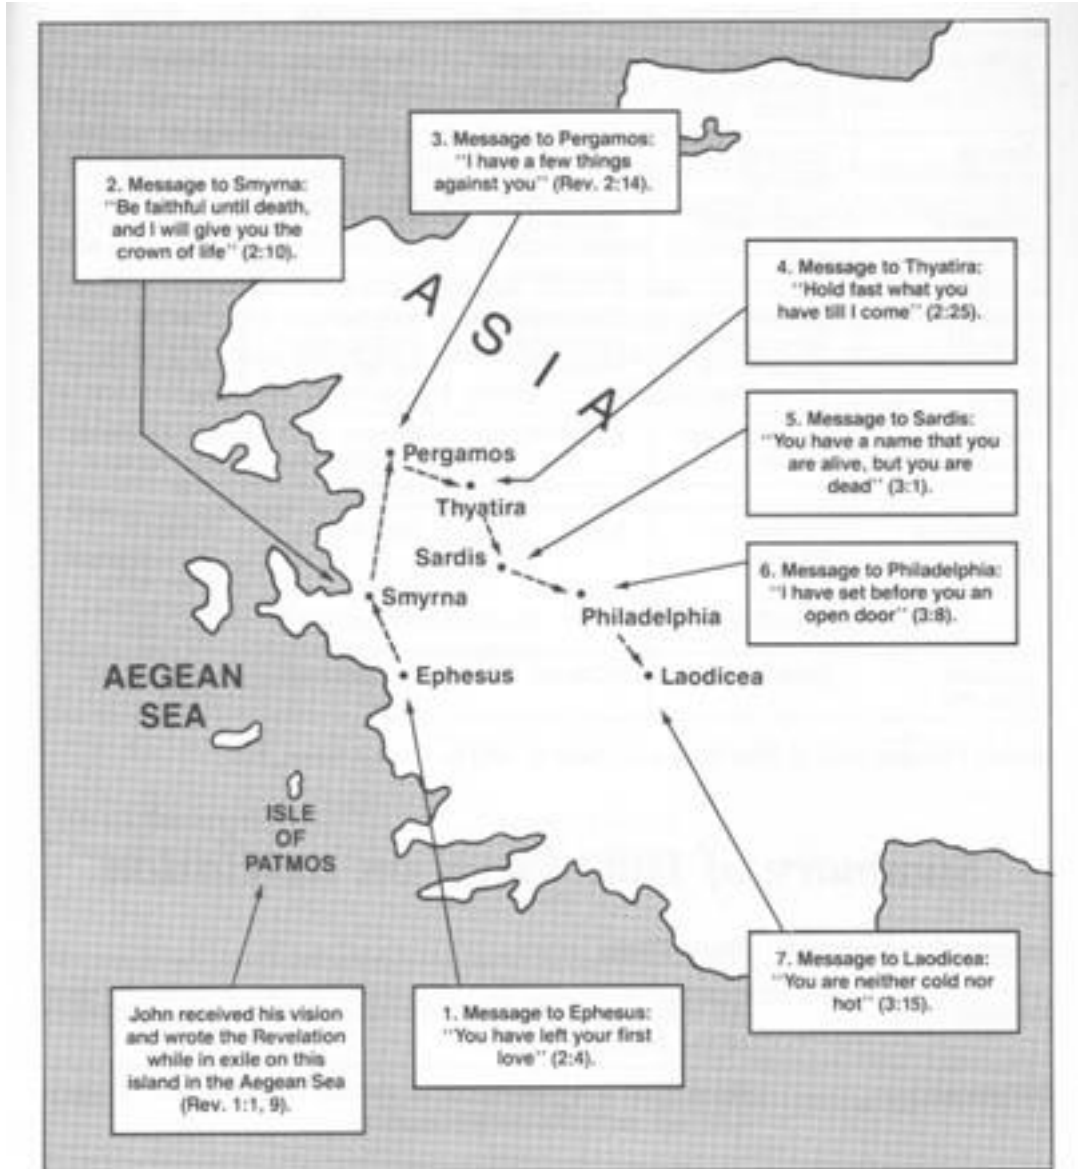 3. Message to Pergamos:
"I have a few things
against you" (Rev. 2:14).
2. Message to Smyrna:
"Be faithful until death,
and I will give you the
crown of life" (2:10).
4. Message to Thyatira:
"Hold fast what you
have till I come" (2:25).
ASIA
5. Message to Sardis:
"You have a name that you
are alive, but you are
dead" (3:1).
Pergamos
Thyatira
Sardis
6. Message to Philadelphia:
"I have set before you an
open door" (3:8).
Smyrna
Philadelphia
AEGEAN
SEA
Ephesus
Laodicea
ISLE
OF
PATMOS
7. Message to Laodicea:
"You are neither cold nor
hot" (3:15).
John received his vision
and wrote the Revelation
while in exile on this
island in the Aegean Sea
(Rev. 1:1, 9).
1. Message to Ephesus:
"You have left your first
love" (2:4).